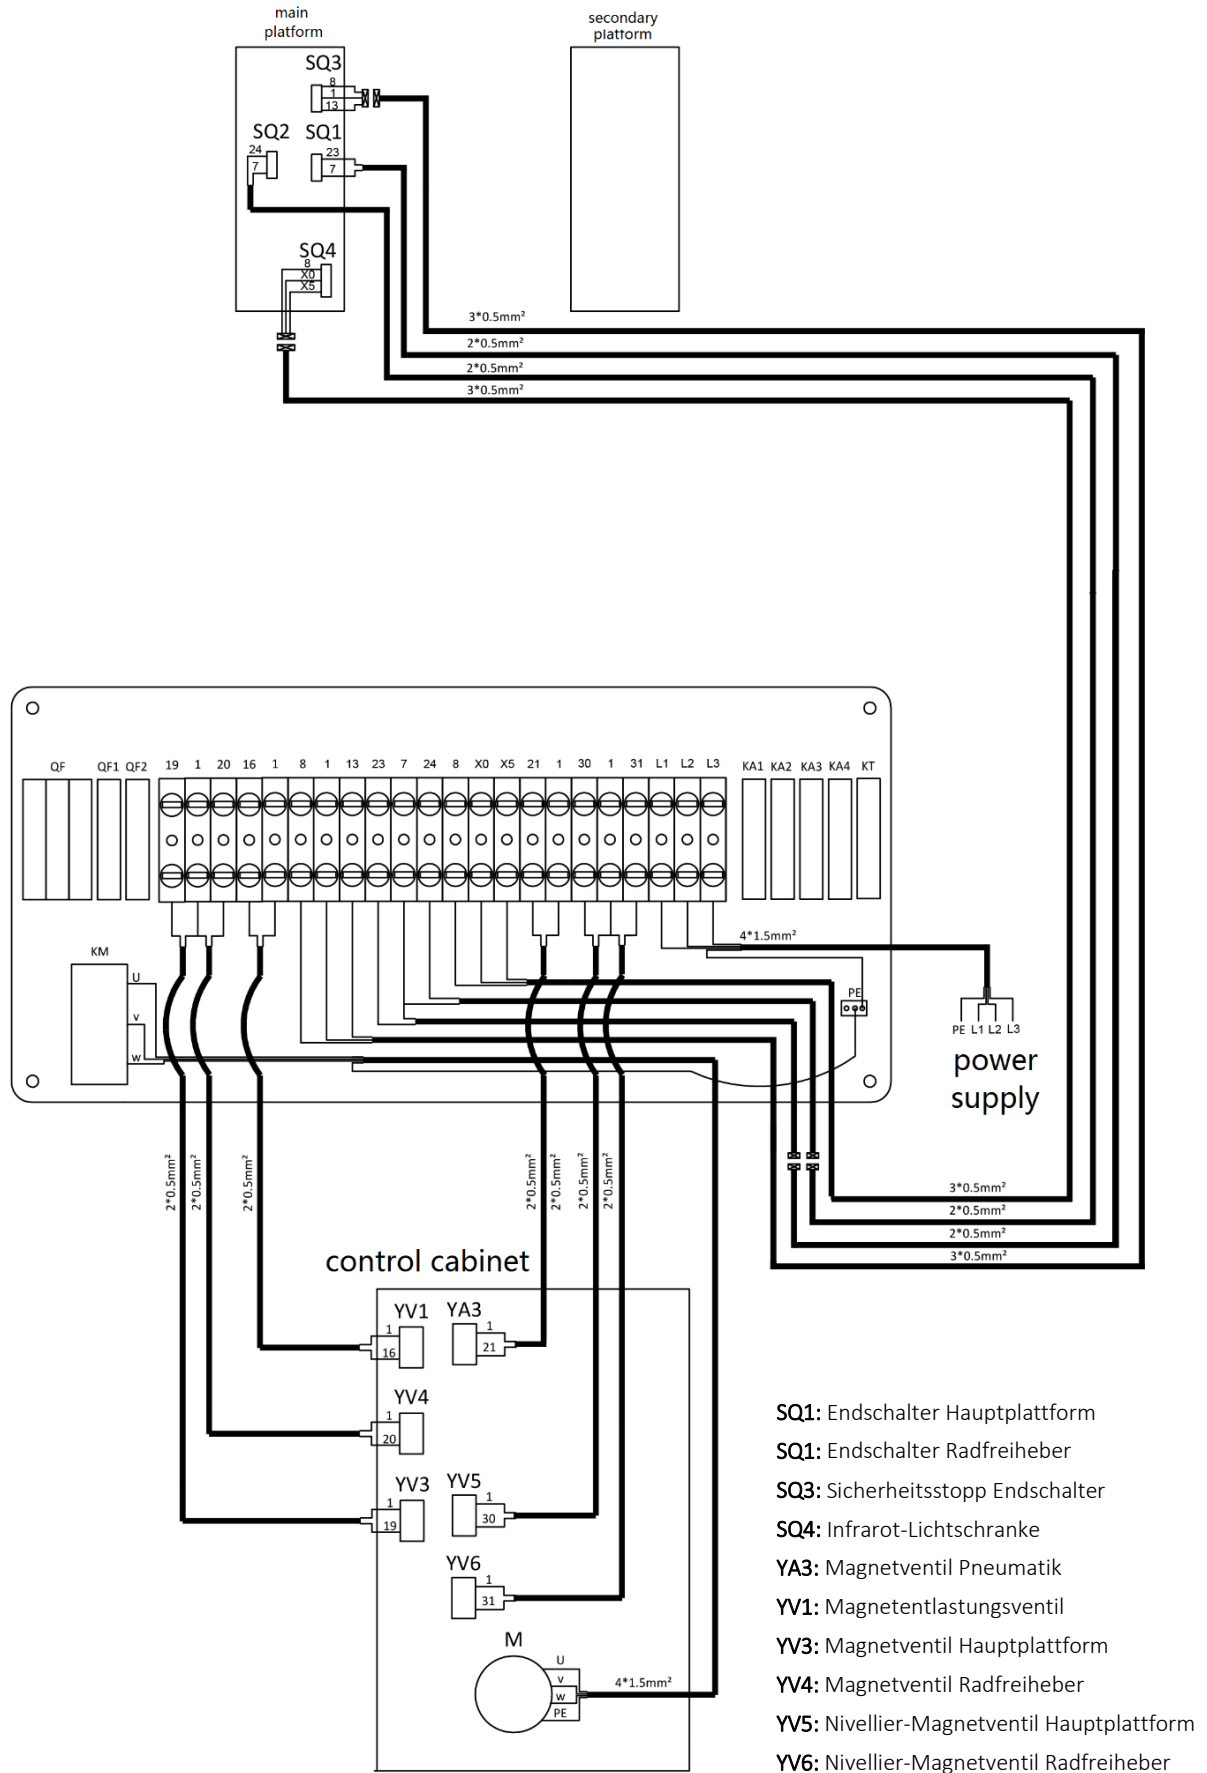 main
platform
secondary
platform
SQ3
8
1
13
SQ2
SQ1
24
7
23
7
SQ4
8
X0
X5
3*0.5mm²
2*0.5mm²
2*0.5mm²
3*0.5mm²
QF QF1 QF2 19 1 20 16 1 8 1 13 23 7 24 8 X0 X5 21 1 30 1 31 L1 L2 L3 KA1 KA2 KA3 KA4 KT
4*1.5mm²
KM
U
V
W
PE
PE L1 L2 L3
power
supply
2*0.5mm²
2*0.5mm²
2*0.5mm²
2*0.5mm²
2*0.5mm²
2*0.5mm²
2*0.5mm²
3*0.5mm²
2*0.5mm²
2*0.5mm²
3*0.5mm²
control cabinet
YV1
1
16
YA3
1
21
YV4
1
20
YV3
1
19
YV5
1
30
YV6
1
31
M
U
V
W
PE
4*1.5mm²
SQ1: Endschalter Hauptplattform
SQ1: Endschalter Radfreiheber
SQ3: Sicherheitsstopp Endschalter
SQ4: Infrarot-Lichtschranke
YA3: Magnetventil Pneumatik
YV1: Magnetentlastungsventil
YV3: Magnetventil Hauptplattform
YV4: Magnetventil Radfreiheber
YV5: Nivellier-Magnetventil Hauptplattform
YV6: Nivellier-Magnetventil Radfreiheber